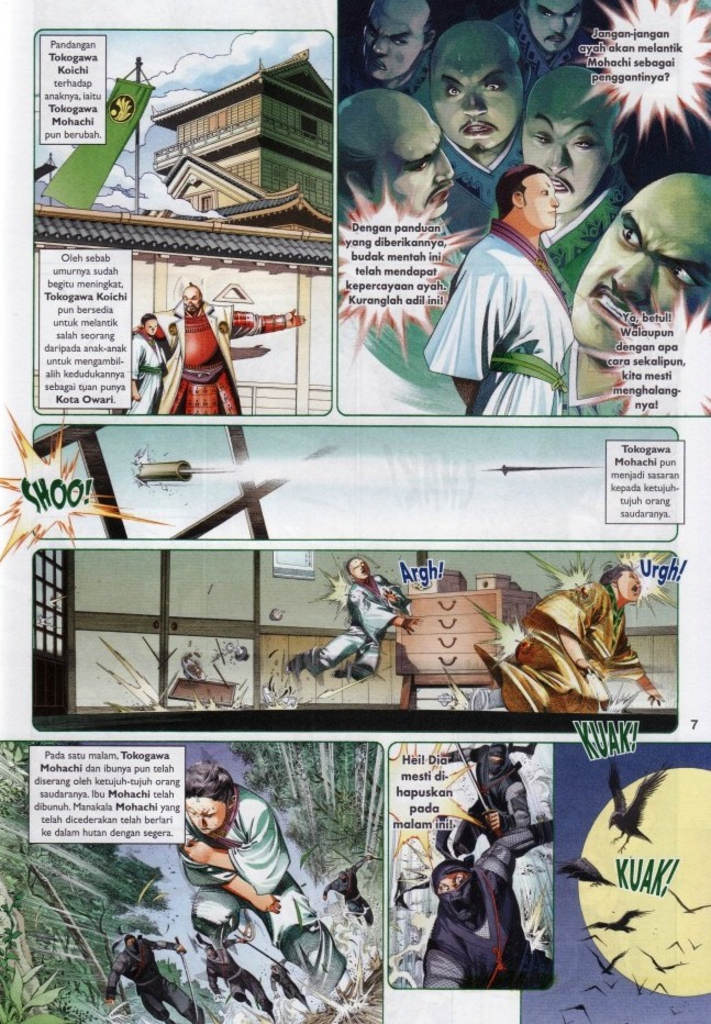 Pandangan
Tokogawa
Koichi
terhadap
anaknya, iaitu
Tokogawa
Mohachi
pun berubah.
Oleh sebab
umurnya sudah
begitu meningkat,
Tokogawa Koichi
pun bersedia
untuk melantik
salah seorang
daripada anak-anak
untuk mengambil-
alih kedudukannya
sebagai tuan punya
Kota Owari.
Jangan-jangan
ayah akan melantik
Mohachi sebagai
penggantinya?
Dengan panduan
yang diberikannya,
budak mentah ini
telah mendapat
kepercayaan ayah.
Kuranglah adil ini!
Ya, betul!
Walaupun
dengan apa
cara sekalipun,
kita mesti
menghalang-
nya!
SHOO!
Tokogawa
Mohachi pun
menjadi sasaran
kepada ketujuh-
tujuh orang
saudaranya.
Argh!
Urgh!
7
Pada satu malam, Tokogawa
Mohachi dan ibunya pun telah
diserang oleh ketujuh-tujuh orang
saudaranya. Ibu Mohachi telah
dibunuh. Manakala Mohachi yang
telah dicederakan telah berlari
ke dalam hutan dengan segera.
Hei! Dia
mesti di-
hapuskan
pada
malam ini!
KUAK!
KUAK!